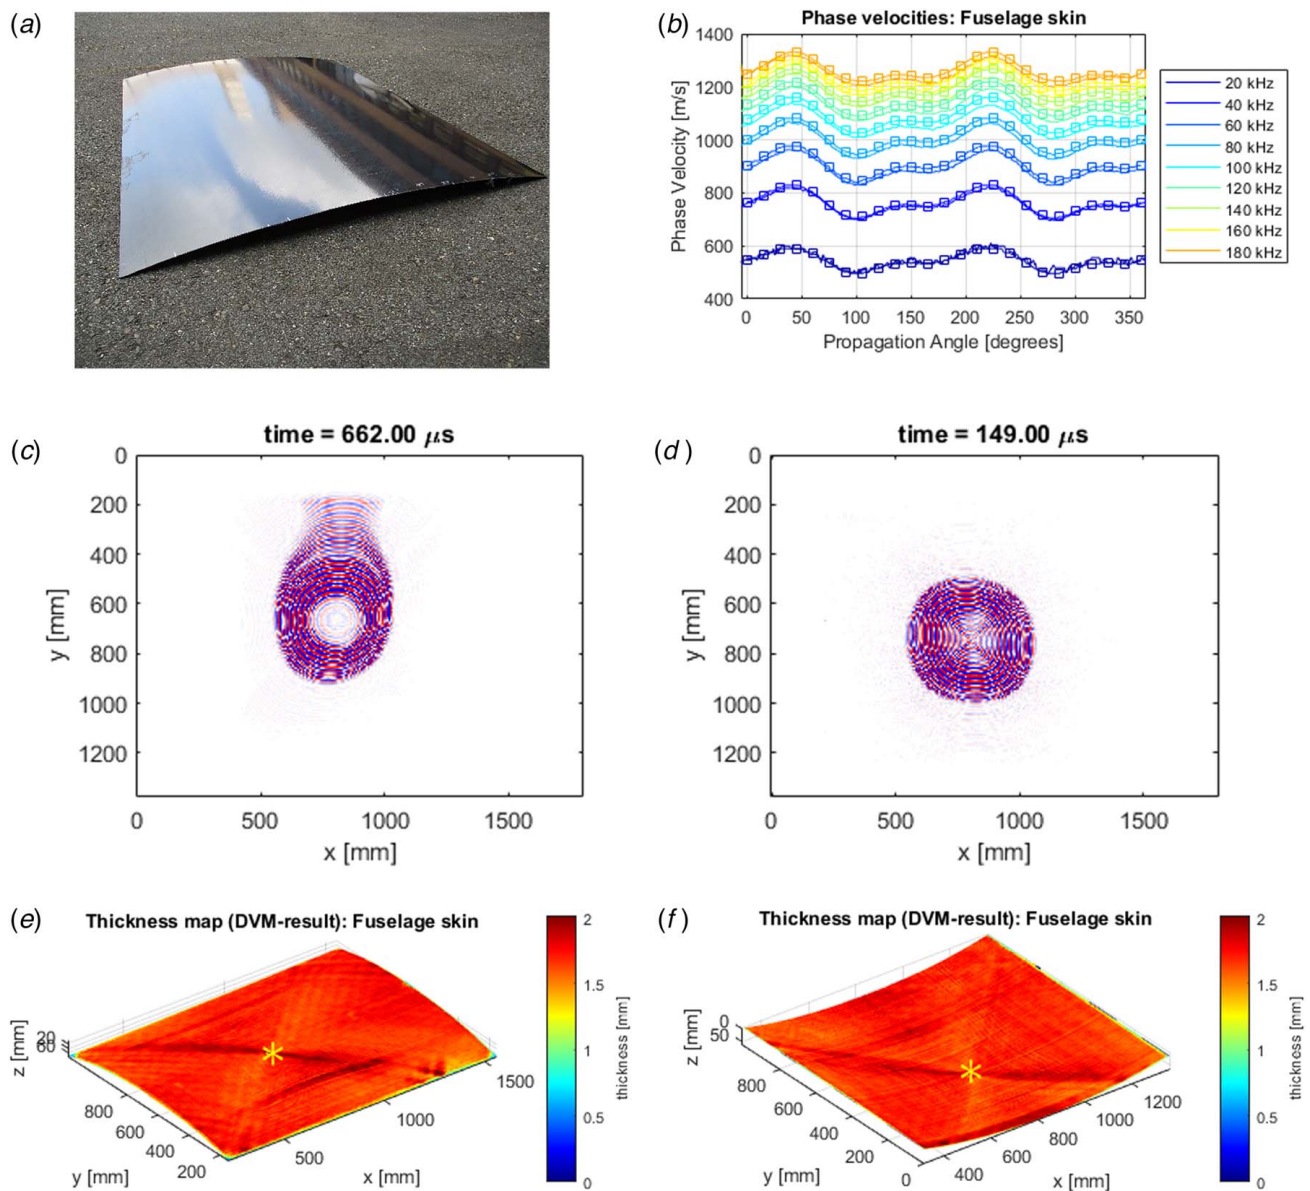 (a)
(b)
Phase velocities: Fuselage skin
1400
1200
1000
800
600
400
Phase Velocity [m/s]
0 50 100 150 200 250 300 350
Propagation Angle [degrees]
20 kHz
40 kHz
60 kHz
80 kHz
100 kHz
120 kHz
140 kHz
160 kHz
180 kHz
(c)
time = 662.00 μs
0
200
400
600
800
1000
1200
y [mm]
0 500 1000 1500
x [mm]
(d)
time = 149.00 μs
0
200
400
600
800
1000
1200
y [mm]
0 500 1000 1500
x [mm]
(e)
Thickness map (DVM-result): Fuselage skin
z [mm]
800
600
400
200
y [mm]
500
1000
1500
x [mm]
2
1.5
1
0.5
0
thickness [mm]
(f)
Thickness map (DVM-result): Fuselage skin
0
50
z [mm]
800
600
400
200
0
y [mm]
400
600
800
1000
1200
x [mm]
2
1.5
1
0.5
0
thickness [mm]